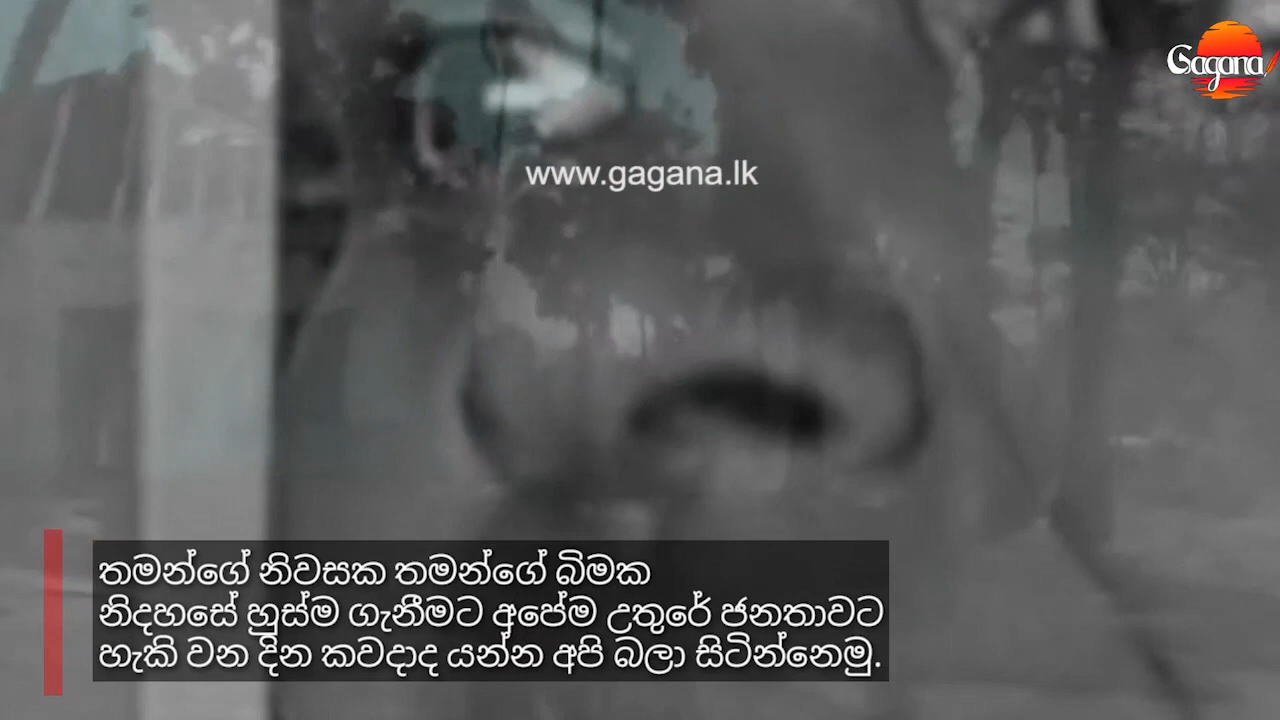 Gagana
www.gagana.lk
තමන්ගේ නිවසක තමන්ගේ බිමක
නිදහසේ හුස්ම ගැනීමට අපේම උතුරේ ජනතාවට
හැකි වන දින කවදාද යන්න අපි බලා සිටින්නෙමු.